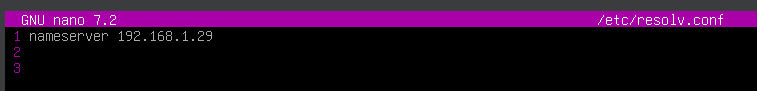 GNU nano 7.2 /etc/resolv.conf
1 nameserver 192.168.1.29
2
3